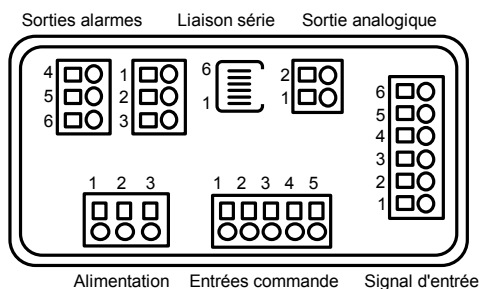 Sorties alarmes Liaison série Sortie analogique
4 1 6 2
5 2 1 1
6 3
6
5
4
3
2
1
1 2 3 1 2 3 4 5
Alimentation Entrées commande Signal d'entrée